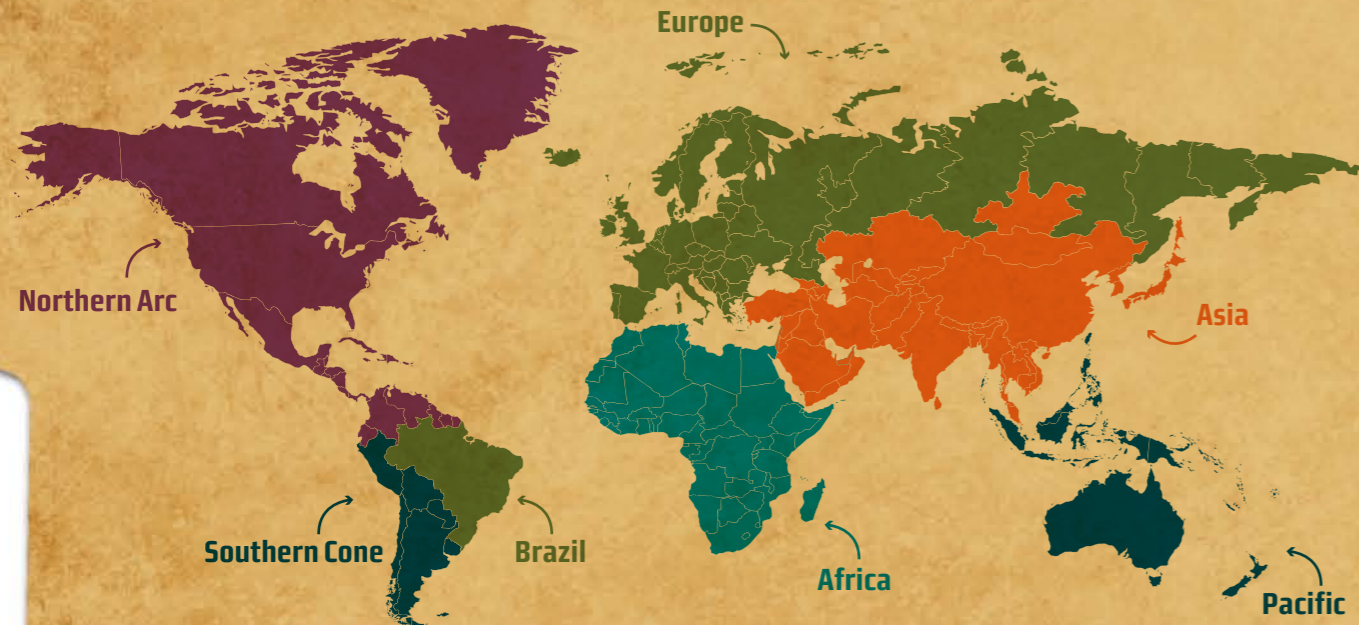 Europe
Northern Arc
Asia
Southern Cone
Brazil
Africa
Pacific